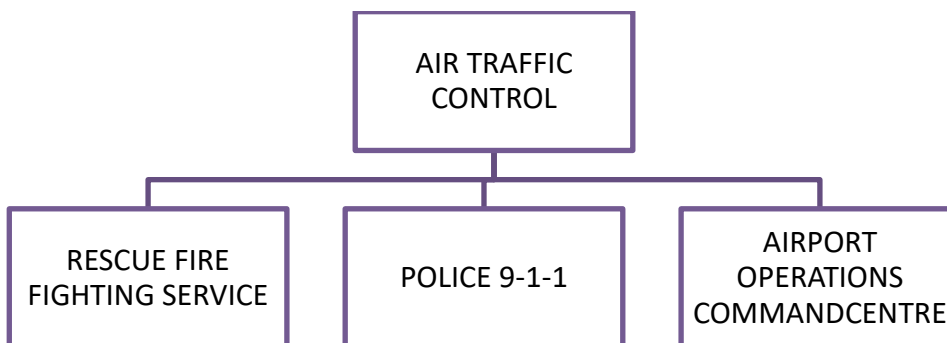 AIR TRAFFIC
CONTROL
RESCUE FIRE
FIGHTING SERVICE
POLICE 9-1-1
AIRPORT
OPERATIONS
COMMANDCENTRE